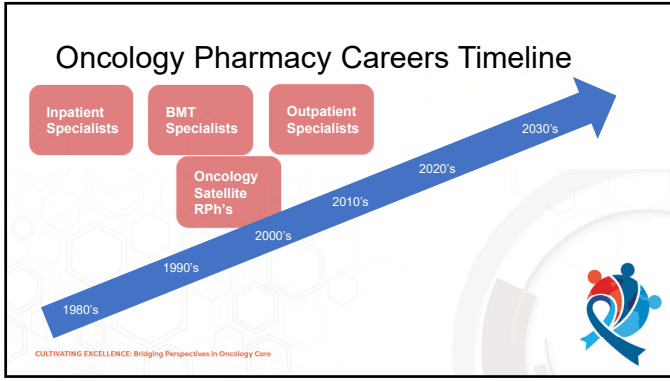 Oncology Pharmacy Careers Timeline
Inpatient
Specialists
BMT
Specialists
Outpatient
Specialists
Oncology
Satellite
RPh's
1980's
1990's
2000's
2010's
2020's
2030's
CULTIVATING EXCELLENCE: Bridging Perspectives in Oncology Care